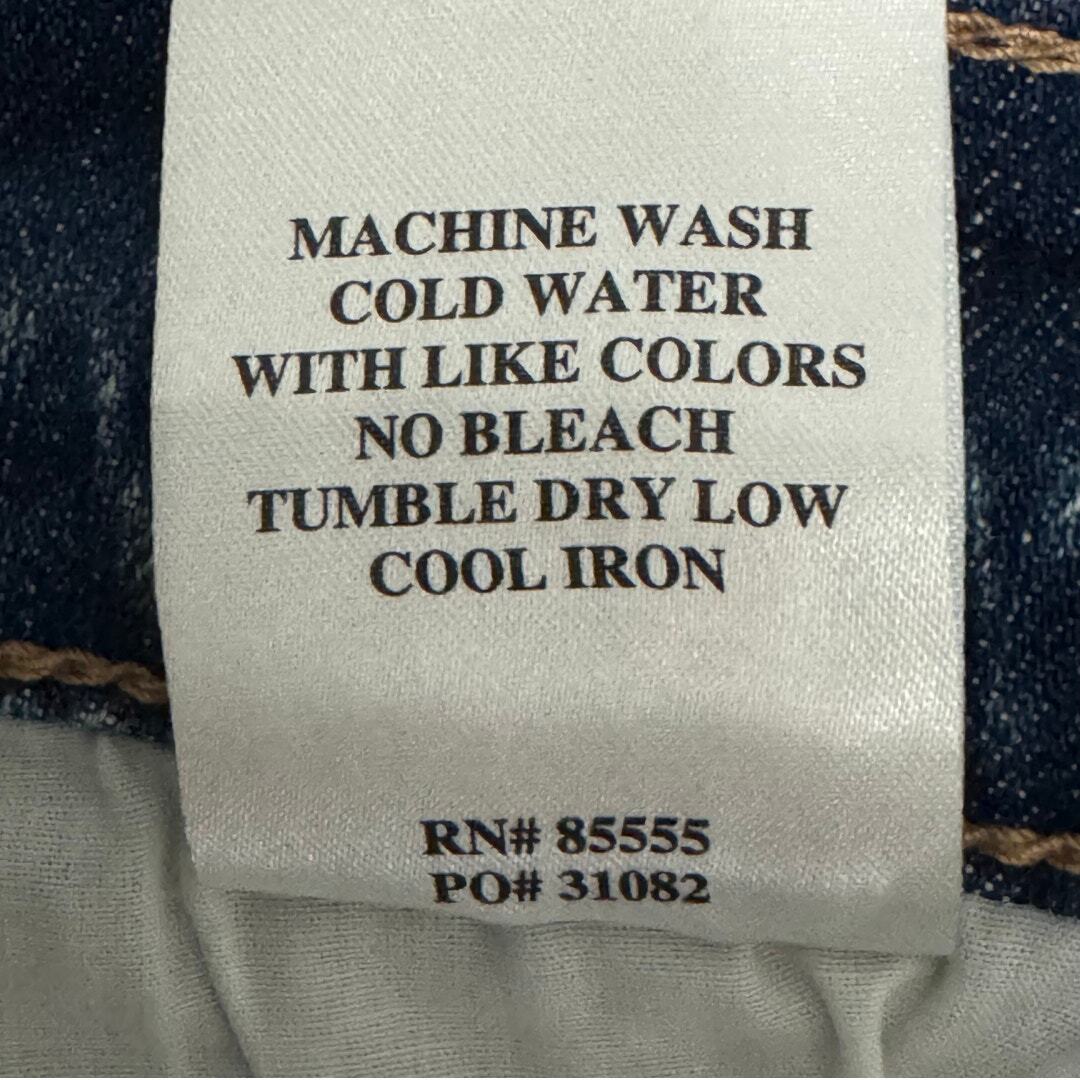 MACHINE WASH
COLD WATER
WITH LIKE COLORS
NO BLEACH
TUMBLE DRY LOW
COOL IRON
RN# 85555
PO# 31082